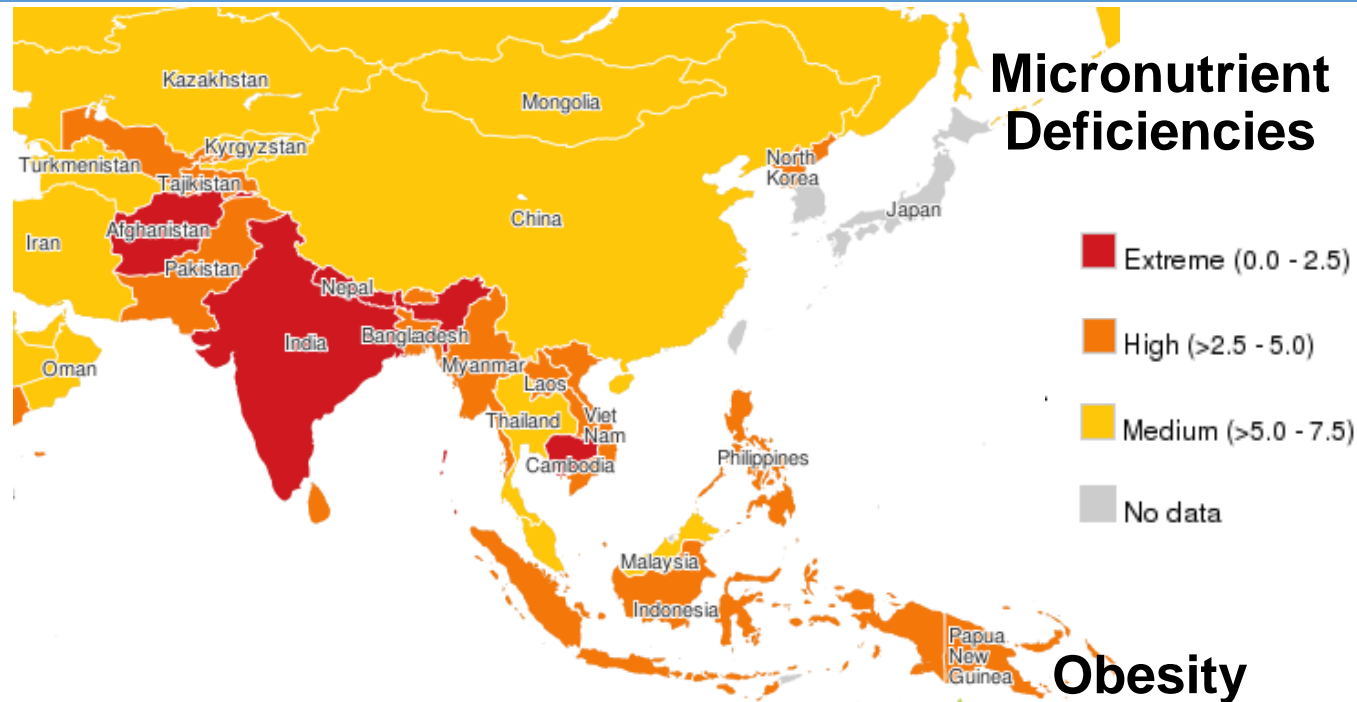 Micronutrient
Deficiencies
Kazakhstan
Mongolia
Kyrgyzstan
Turkmenistan
Tajikistan
North
Korea
Japan
China
Afghanistan
Iran
Pakistan
Nepal
India
Bangladesh
Myanmar
Oman
Laos
Thailand
Viet
Nam
Cambodia
Philippines
Malaysia
Indonesia
Papua
New
Guinea
Extreme (0.0 - 2.5)
High (>2.5 - 5.0)
Medium (>5.0 - 7.5)
No data
Obesity